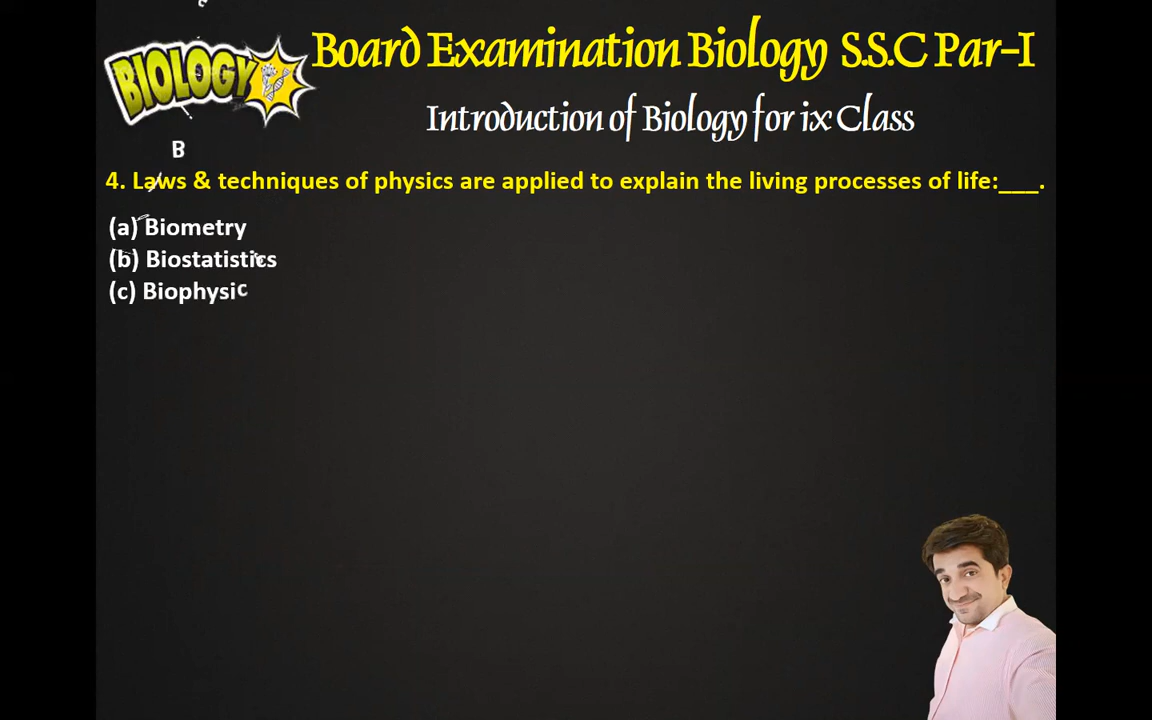 BIOLOGY
Board Examination Biology S.S.C Par-I
Introduction of Biology for ix Class
B
4. Laws & techniques of physics are applied to explain the living processes of life:___.
(a) Biometry
(b) Biostatistics
(c) Biophysic